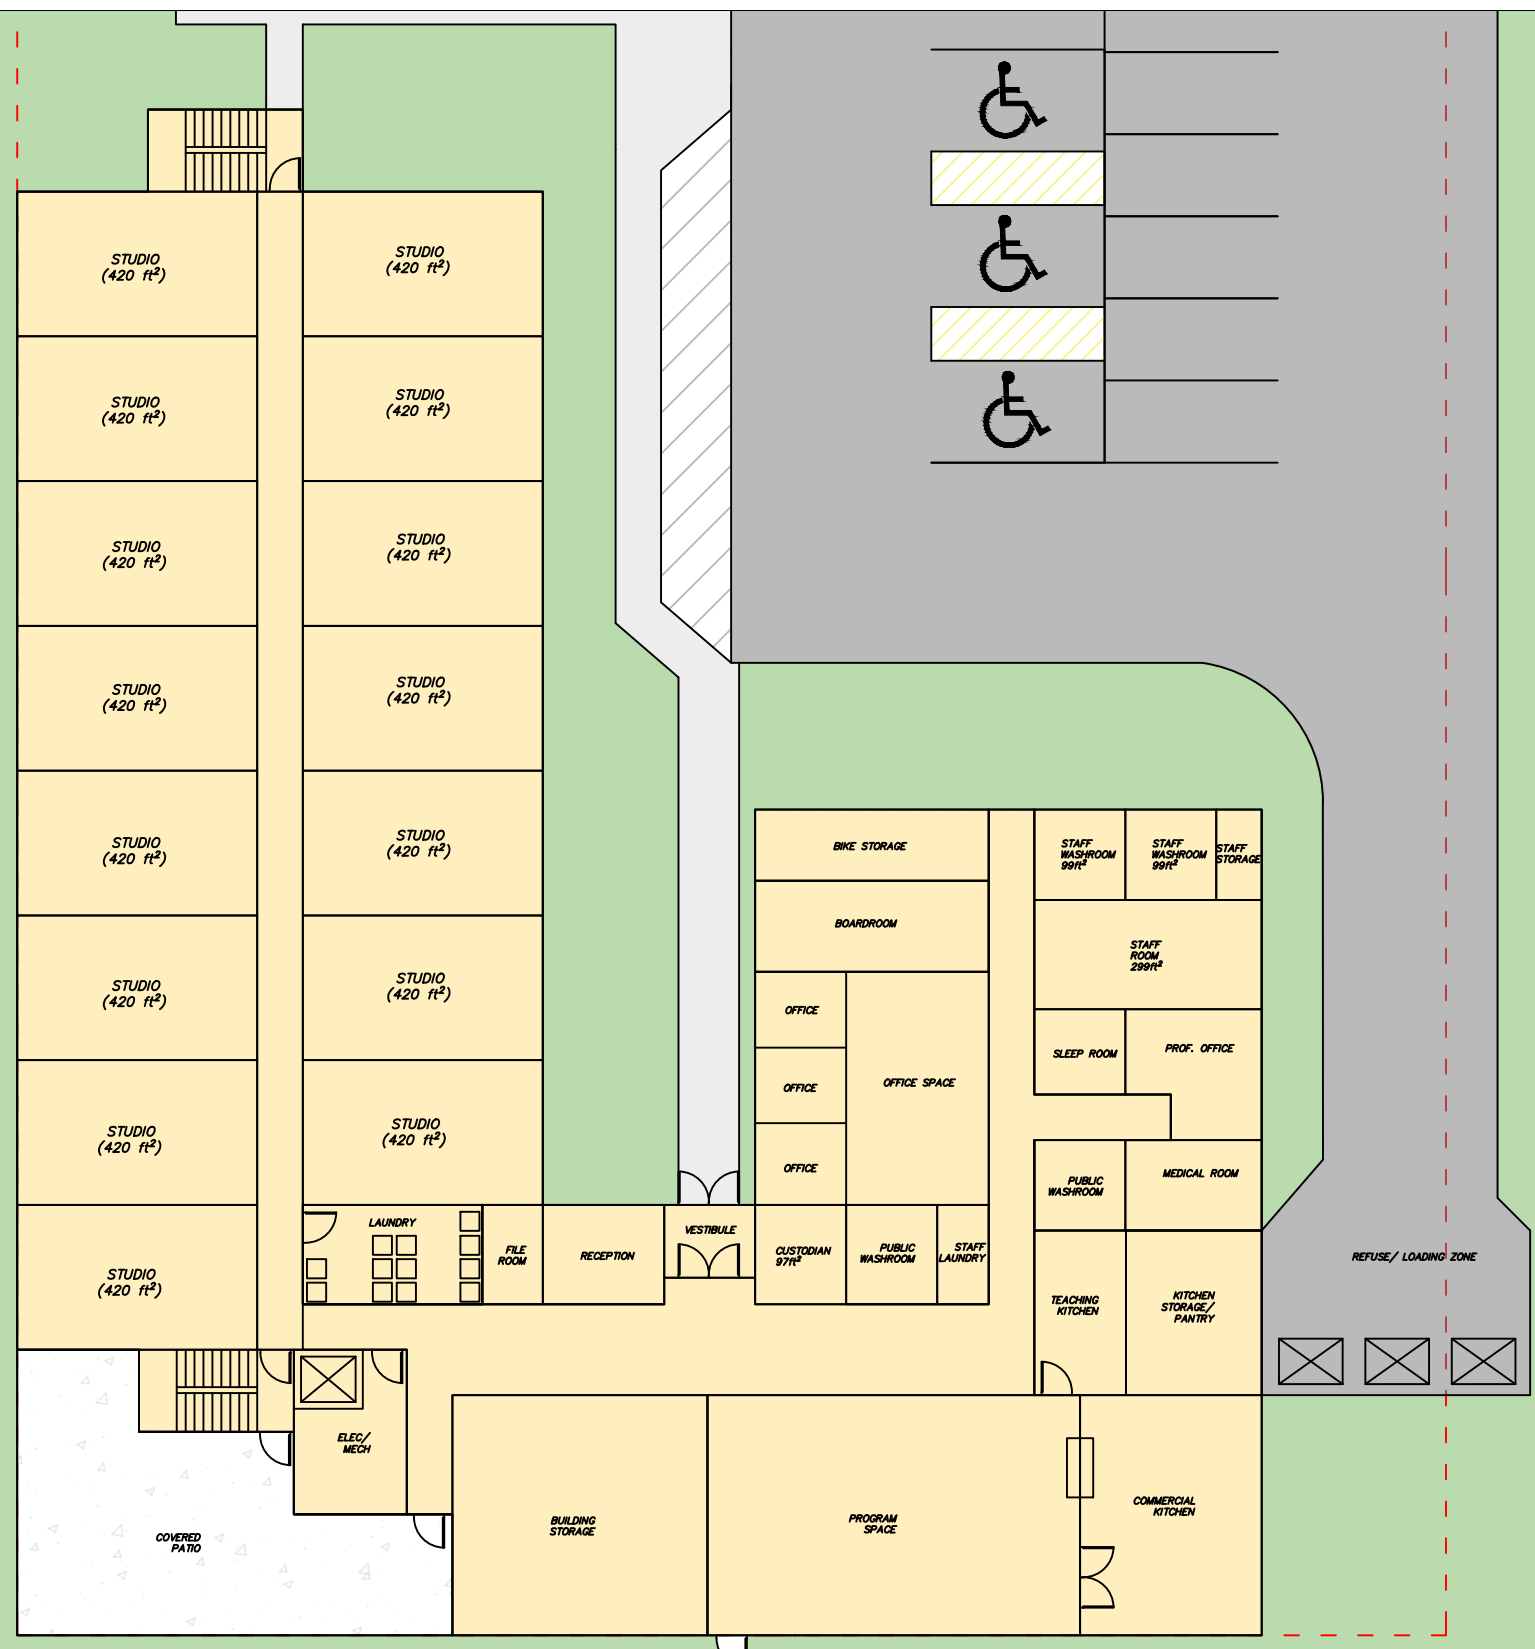 STUDIO
(420 ft²)
STUDIO
(420 ft²)
STUDIO
(420 ft²)
STUDIO
(420 ft²)
STUDIO
(420 ft²)
STUDIO
(420 ft²)
STUDIO
(420 ft²)
STUDIO
(420 ft²)
STUDIO
(420 ft²)
STUDIO
(420 ft²)
BIKE STORAGE
STAFF
WASHROOM
99ft²
STAFF
WASHROOM
99ft²
STAFF
STORAGE
BOARDROOM
STAFF
ROOM
299ft²
STUDIO
(420 ft²)
STUDIO
(420 ft²)
OFFICE
SLEEP ROOM
PROF. OFFICE
OFFICE
OFFICE SPACE
STUDIO
(420 ft²)
STUDIO
(420 ft²)
OFFICE
PUBLIC
WASHROOM
MEDICAL ROOM
STUDIO
(420 ft²)
LAUNDRY
FILE
ROOM
RECEPTION
VESTIBULE
CUSTODIAN
97ft²
PUBLIC
WASHROOM
STAFF
LAUNDRY
TEACHING
KITCHEN
KITCHEN
STORAGE/
PANTRY
REFUSE/ LOADING ZONE
ELEC/
MECH
COVERED
PATIO
BUILDING
STORAGE
PROGRAM
SPACE
COMMERCIAL
KITCHEN